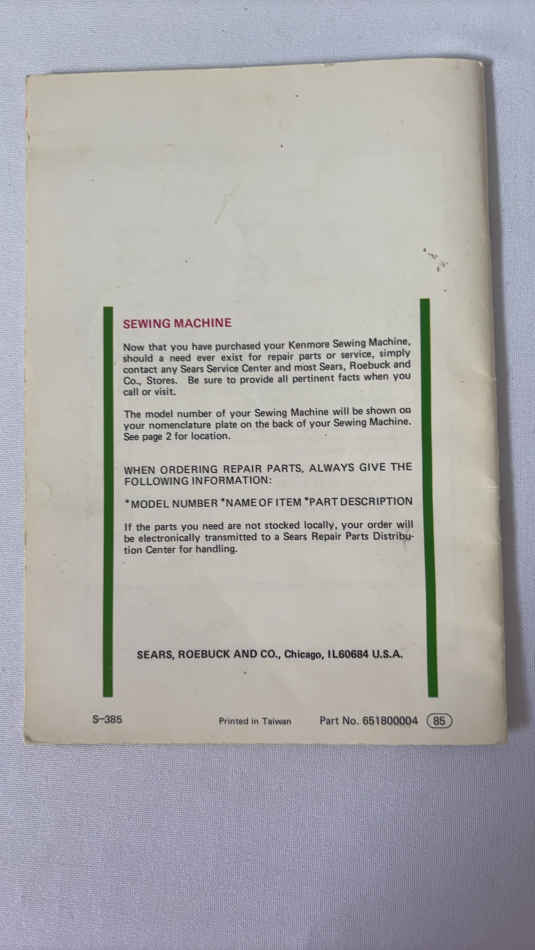 SEWING MACHINE
Now that you have purchased your Kenmore Sewing Machine,
should a need ever exist for repair parts or service, simply
contact any Sears Service Center and most Sears, Roebuck and
Co., Stores. Be sure to provide all pertinent facts when you
call or visit.
The model number of your Sewing Machine will be shown on
your nomenclature plate on the back of your Sewing Machine.
See page 2 for location.
WHEN ORDERING REPAIR PARTS, ALWAYS GIVE THE
FOLLOWING INFORMATION:
*MODEL NUMBER *NAME OF ITEM *PART DESCRIPTION
If the parts you need are not stocked locally, your order will
be electronically transmitted to a Sears Repair Parts Distribu-
tion Center for handling.
SEARS, ROEBUCK AND CO., Chicago, IL60684 U.S.A.
S-385 Printed in Taiwan Part No. 651800004 85